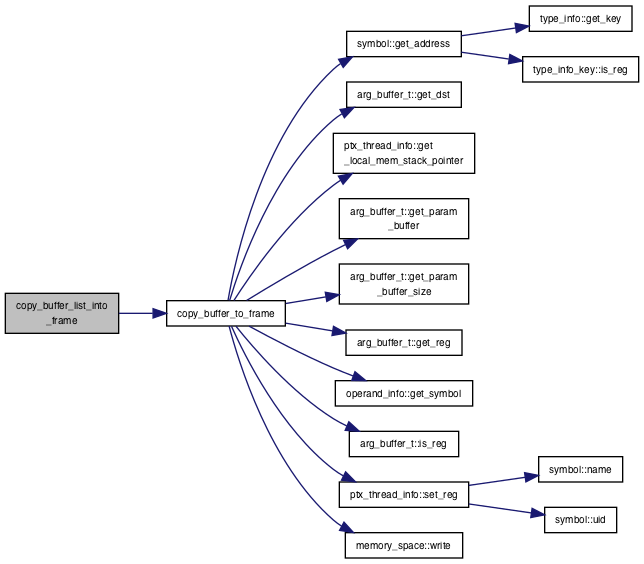 copy_buffer_list_into
_frame
copy_buffer_to_frame
symbol::get_address
type_info::get_key
type_info_key::is_reg
arg_buffer_t::get_dst
ptx_thread_info::get
_local_mem_stack_pointer
arg_buffer_t::get_param
_buffer
arg_buffer_t::get_param
_buffer_size
arg_buffer_t::get_reg
operand_info::get_symbol
arg_buffer_t::is_reg
ptx_thread_info::set_reg
symbol::name
symbol::uid
memory_space::write